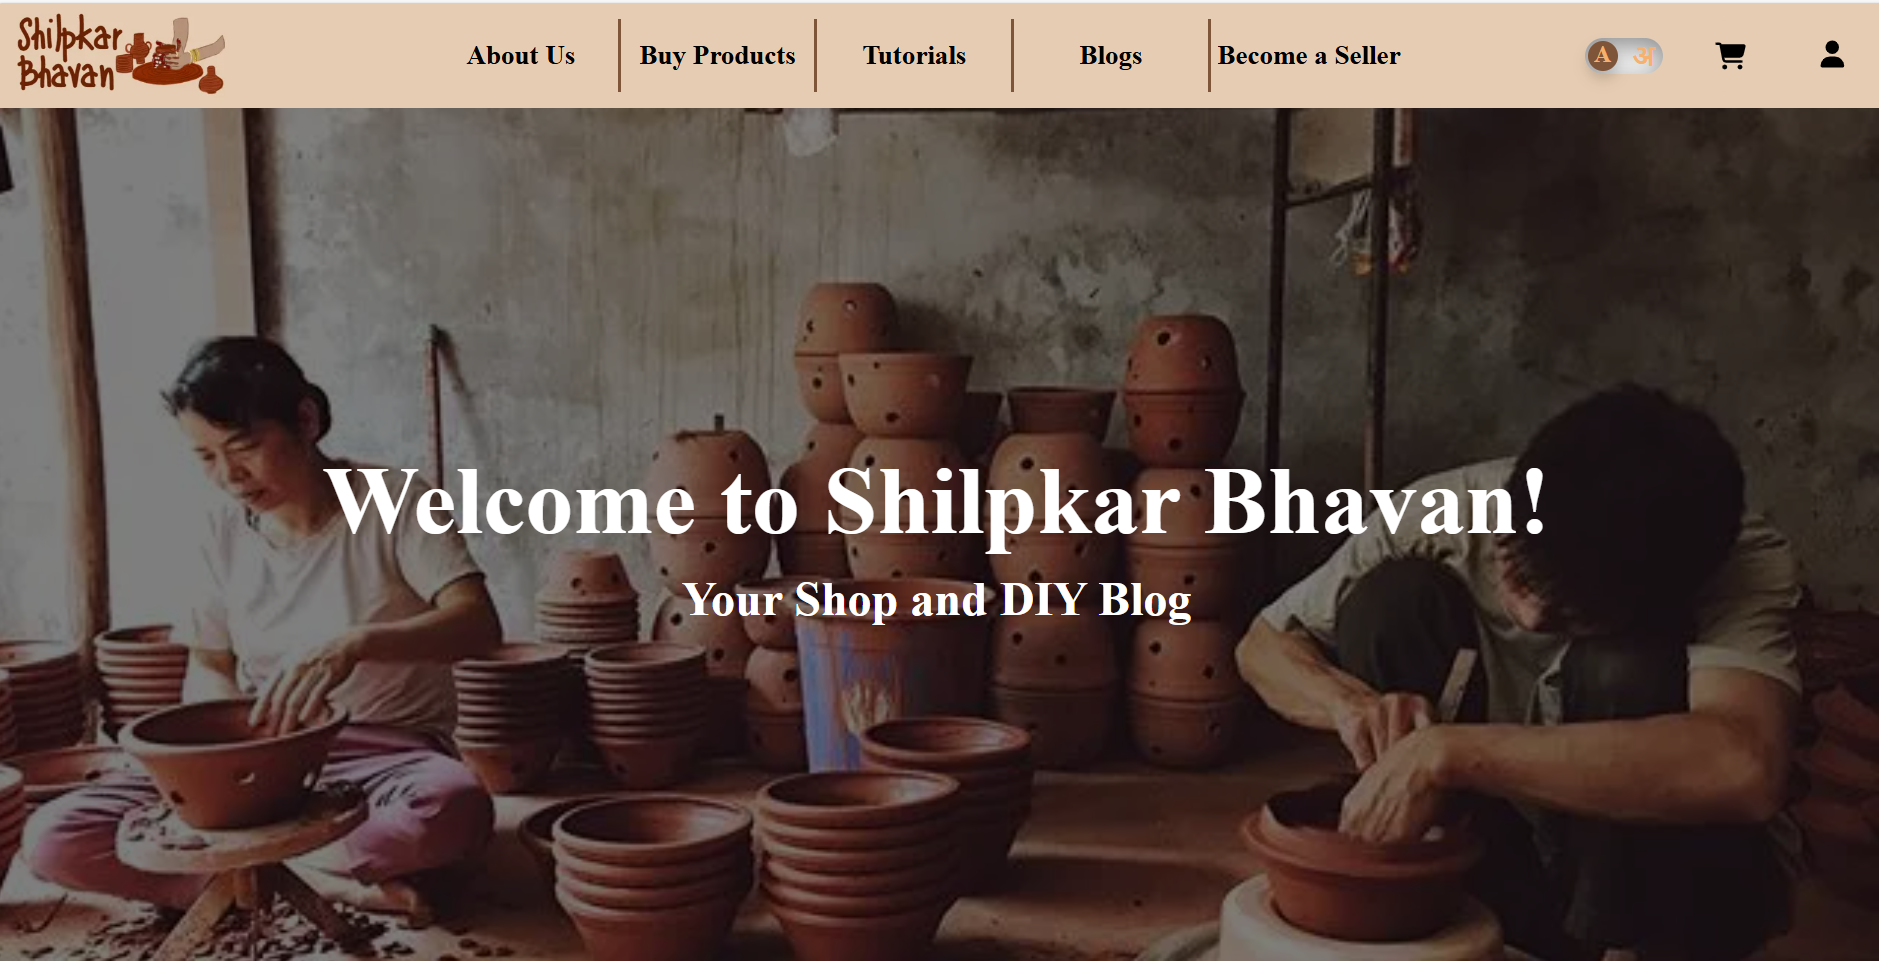 Shilpkar
Bhavan
About Us
Buy Products
Tutorials
Blogs
Become a Seller
A अ
Welcome to Shilpkar Bhavan!
Your Shop and DIY Blog